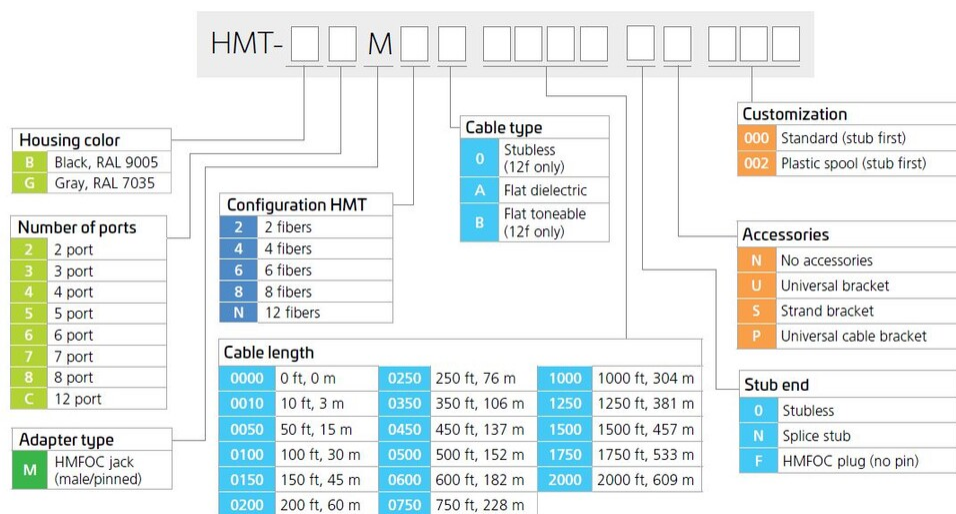 HMT- M
Housing color
B Black, RAL 9005
G Gray, RAL 7035
Number of ports
2 2 port
3 3 port
4 4 port
5 5 port
6 6 port
7 7 port
8 8 port
C 12 port
Adapter type
M HMFOC jack
(male/pinned)
Configuration HMT
2 2 fibers
4 4 fibers
6 6 fibers
8 8 fibers
N 12 fibers
Cable type
0 Stubless
(12f only)
A Flat dielectric
B Flat toneable
(12f only)
Cable length
0000 0 ft, 0 m 0250 250 ft, 76 m 1000 1000 ft, 304 m
0010 10 ft, 3 m 0350 350 ft, 106 m 1250 1250 ft, 381 m
0050 50 ft, 15 m 0450 450 ft, 137 m 1500 1500 ft, 457 m
0100 100 ft, 30 m 0500 500 ft, 152 m 1750 1750 ft, 533 m
0150 150 ft, 45 m 0600 600 ft, 182 m 2000 2000 ft, 609 m
0200 200 ft, 60 m 0750 750 ft, 228 m
Customization
000 Standard (stub first)
002 Plastic spool (stub first)
Accessories
N No accessories
U Universal bracket
S Strand bracket
P Universal cable bracket
Stub end
0 Stubless
N Splice stub
F HMFOC plug (no pin)